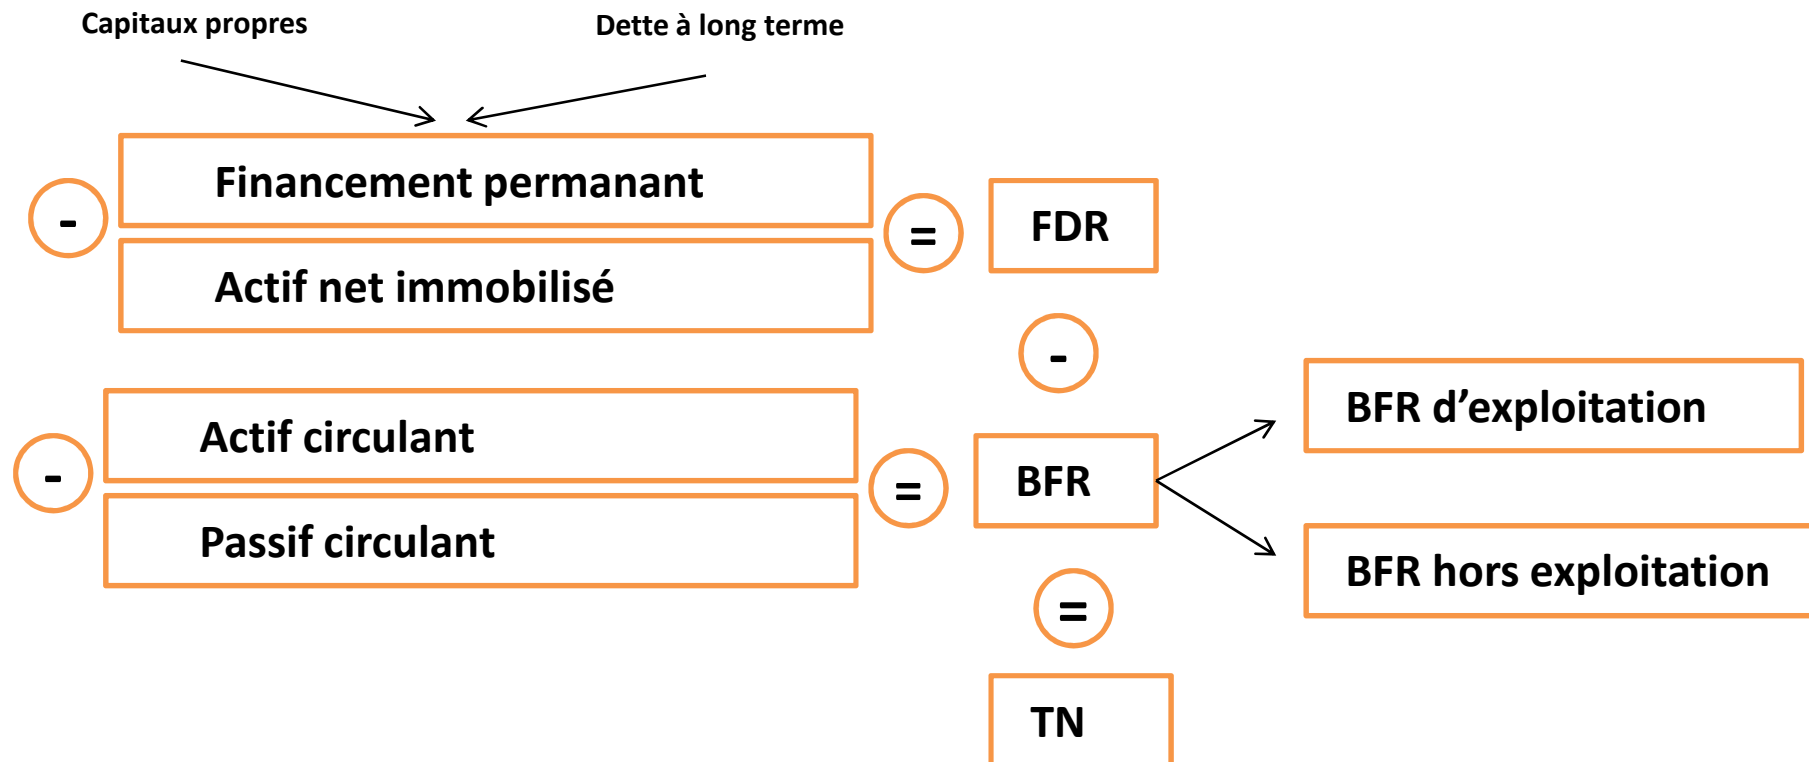 Capitaux propres
Dette à long terme
Financement permanant
-
=
FDR
Actif net immobilisé
-
Actif circulant
BFR d’exploitation
-
=
BFR
Passif circulant
BFR hors exploitation
=
TN